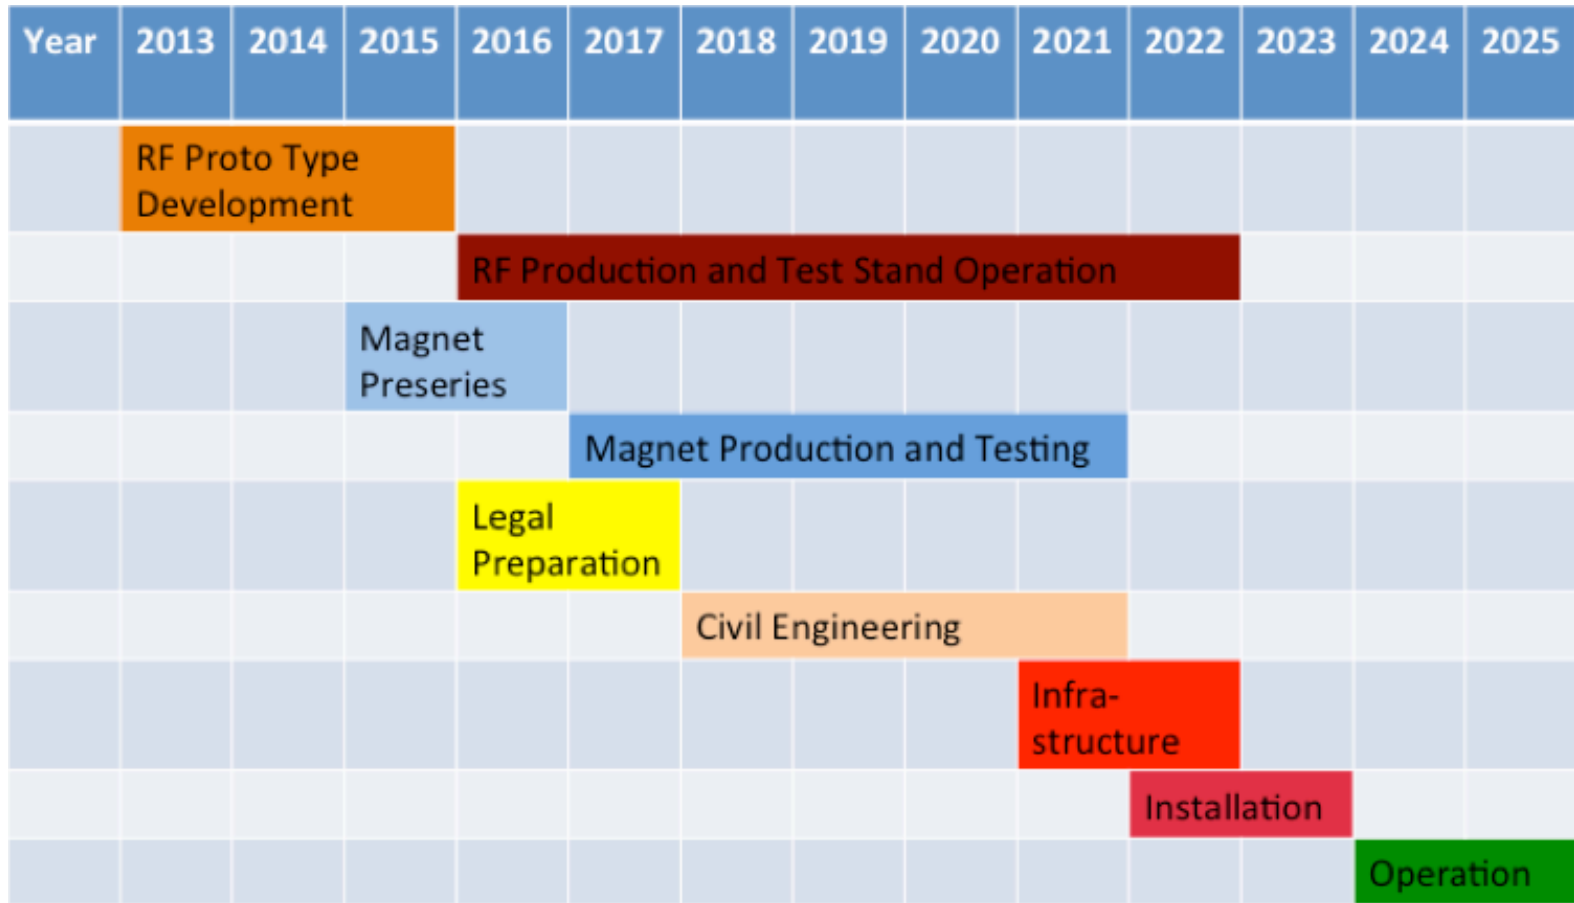 Year 2013 2014 2015 2016 2017 2018 2019 2020 2021 2022 2023 2024 2025
RF Proto Type
Development
RF Production and Test Stand Operation
Magnet
Preseries
Magnet Production and Testing
Legal
Preparation
Civil Engineering
Infra-
structure
Installation
Operation